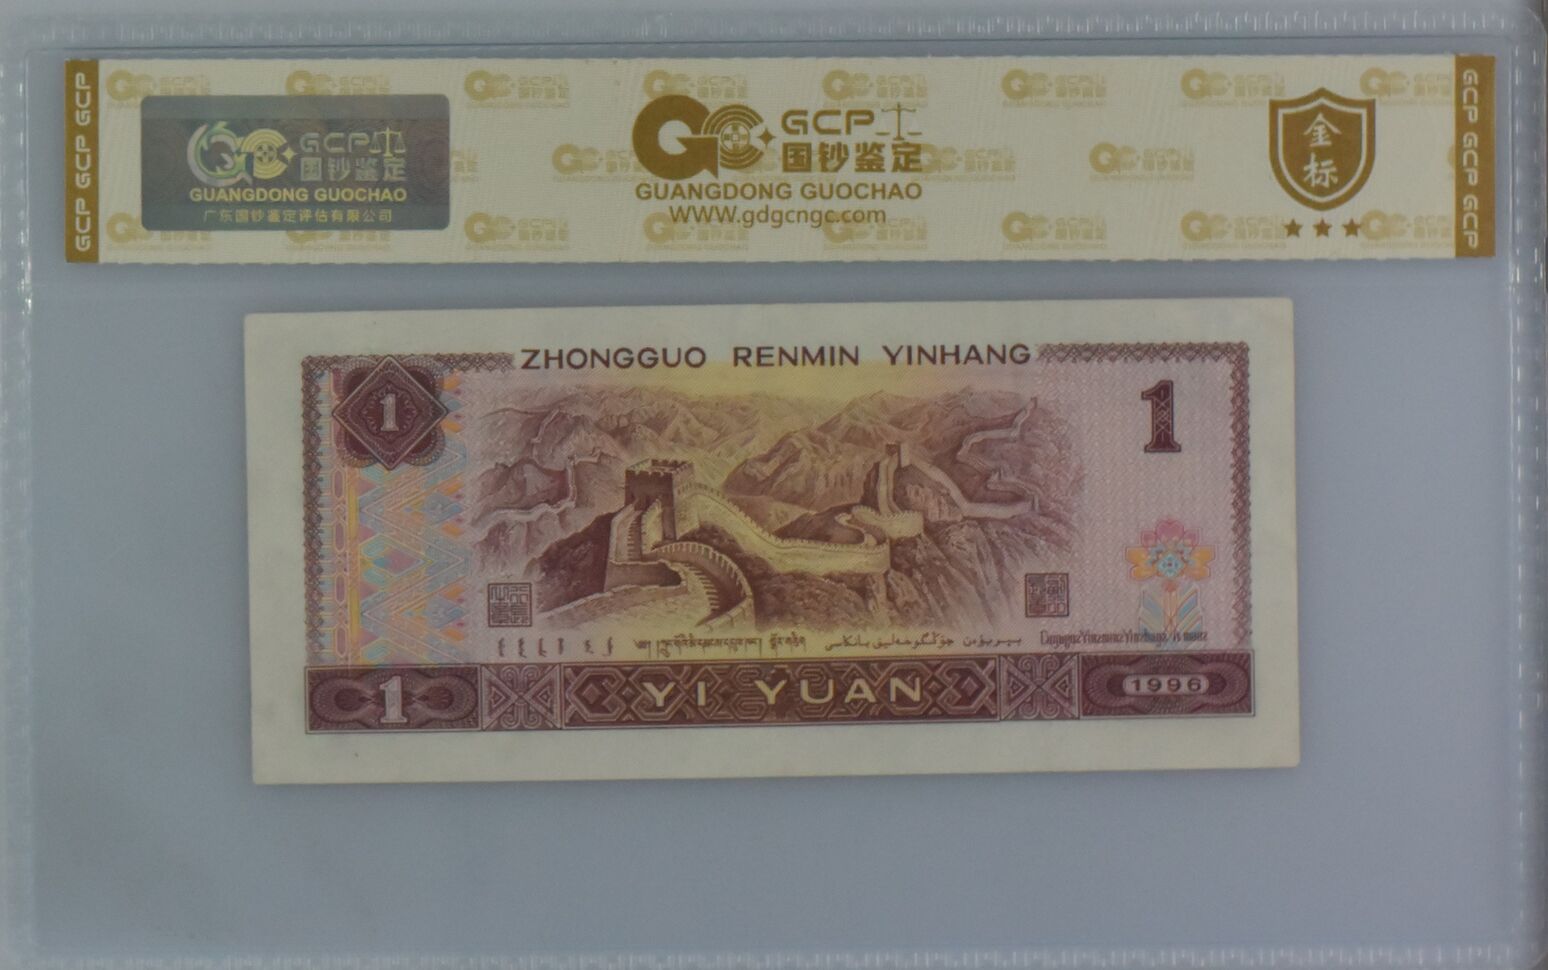 GCP GCP GCP
GCP
国钞鉴定
GUANGDONG GUOCHAO
广东国钞鉴定评估有限公司
GCP
国钞鉴定
GUANGDONG GUOCHAO
WWW.gdgcngc.com
金标
GCP GCP GCP
ZHONGGUO RENMIN YINHANG
1
1
1
YI YUAN
1996